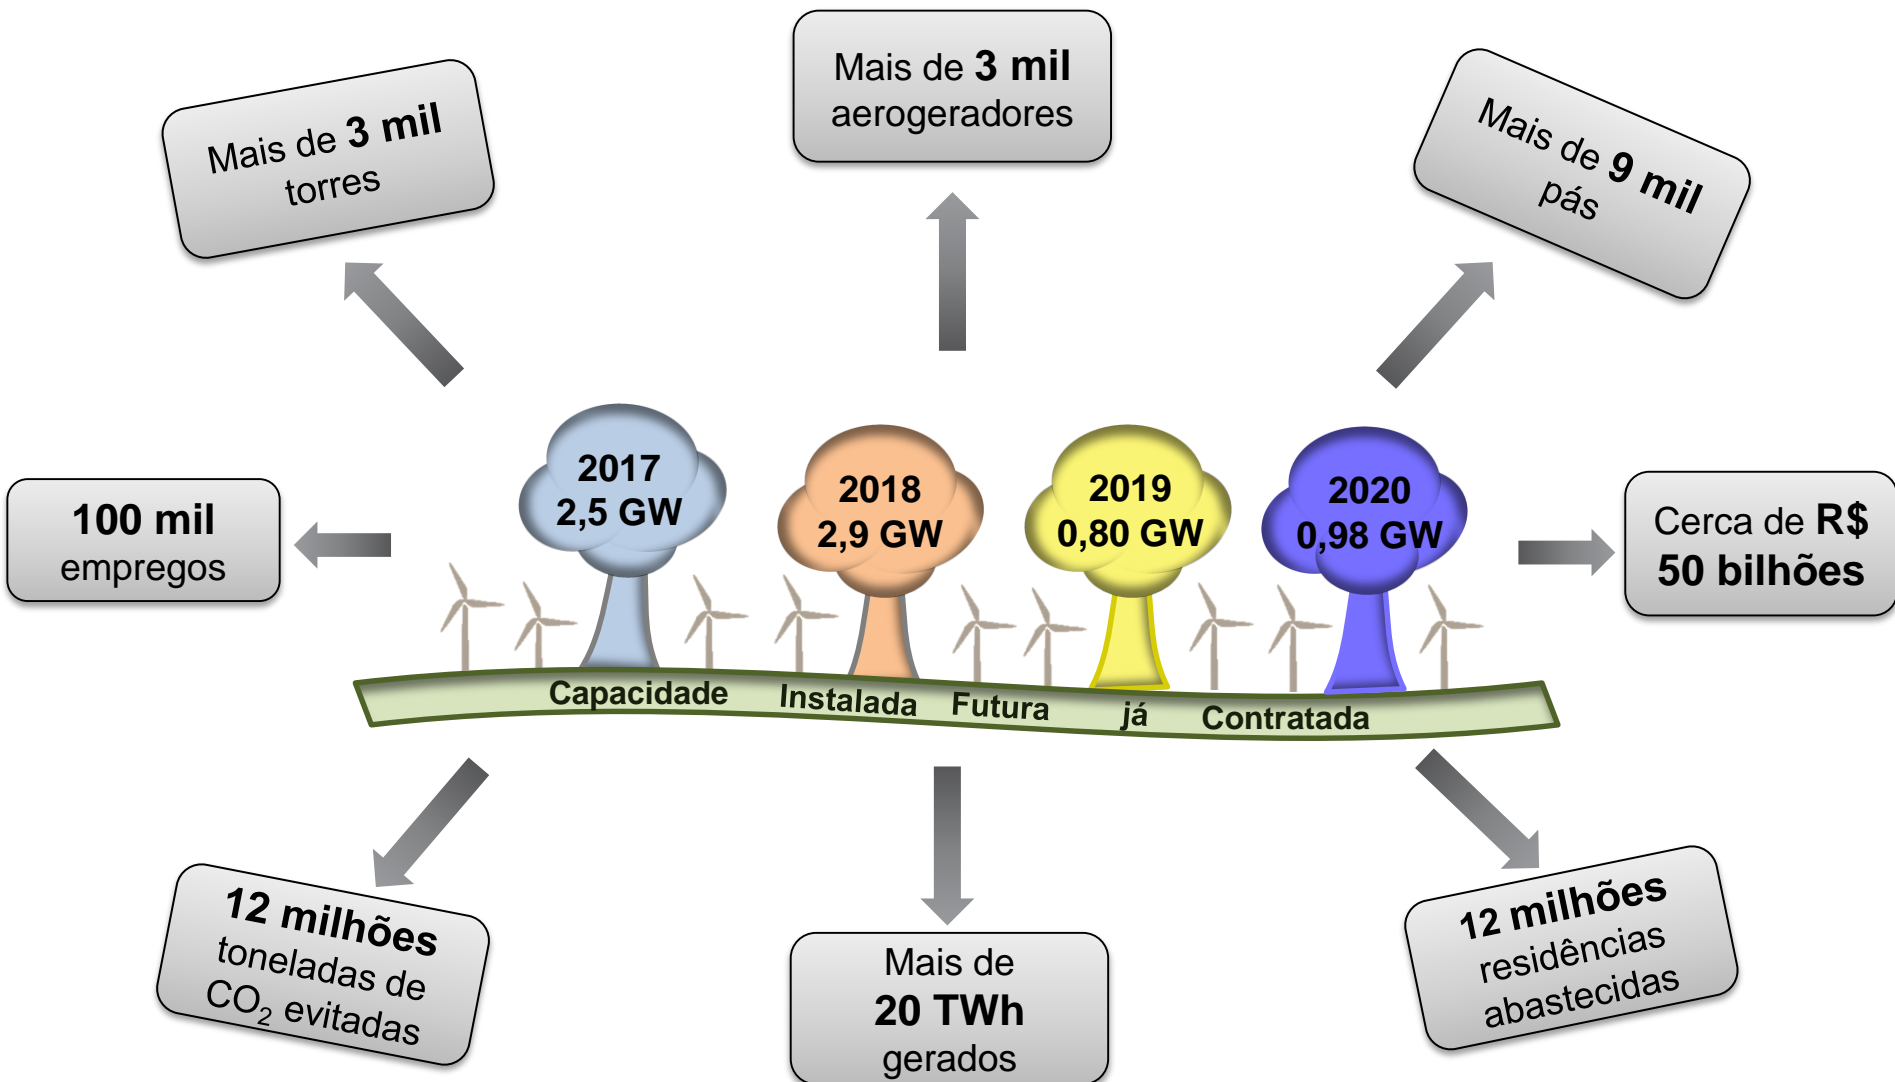 Mais de 3 mil
aerogeradores
Mais de 3 mil
torres
Mais de 9 mil
pás
2017
2,5 GW
2018
2,9 GW
2019
0,80 GW
2020
0,98 GW
100 mil
empregos
Cerca de R$
50 bilhões
Capacidade Instalada Futura já Contratada
12 milhões
toneladas de
CO₂ evitadas
Mais de
20 TWh
gerados
12 milhões
residências
abastecidas